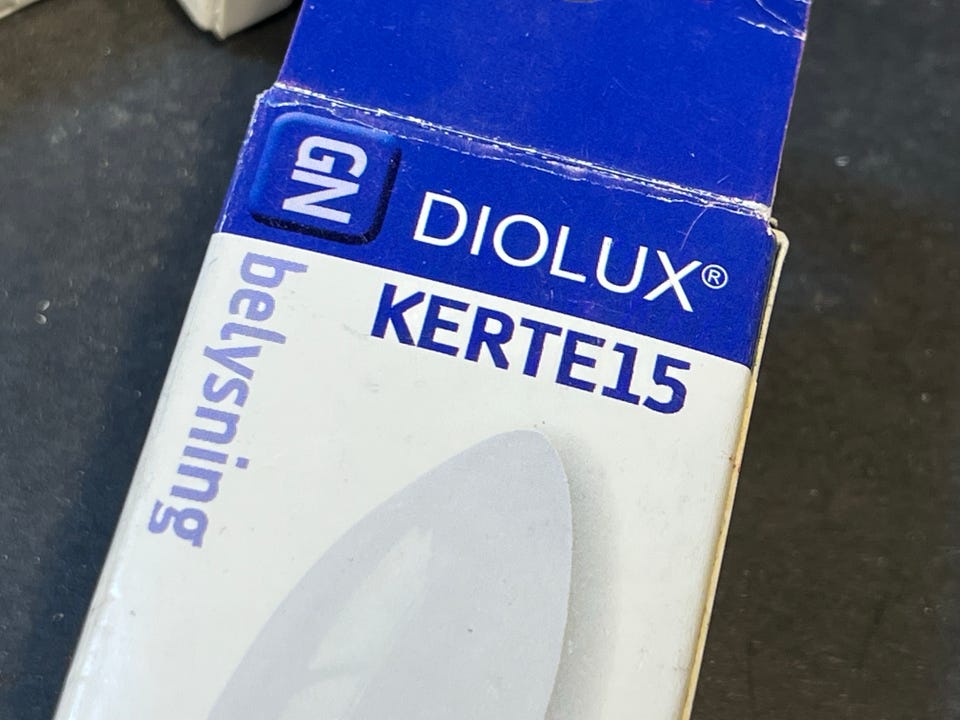 GN
DIOLUX®
KERTE15
belysning